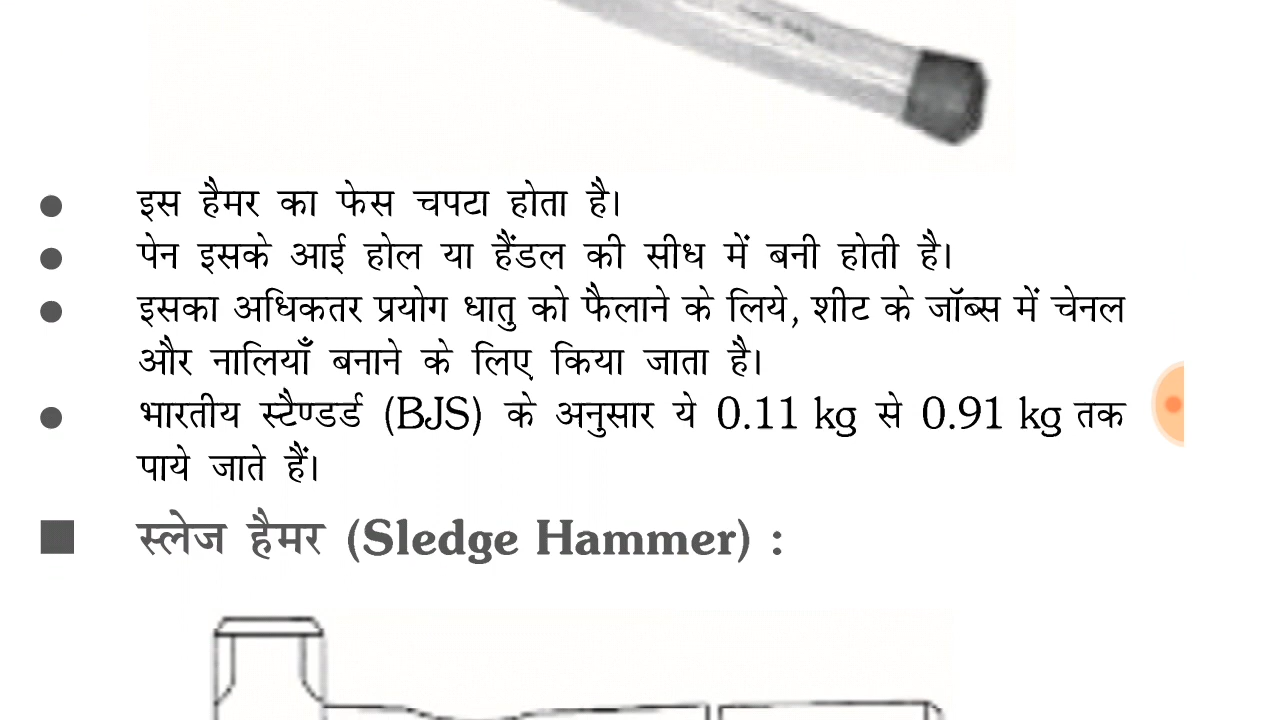 इस हैमर का फेस चपटा होता है।
पेन इसके आई होल या हैंडल की सीध में बनी होती है।
इसका अधिकतर प्रयोग धातु को फैलाने के लिये, शीट के जॉब्स में चेनल
और नालियाँ बनाने के लिए किया जाता है।
भारतीय स्टैण्डर्ड (BJS) के अनुसार ये 0.11 kg से 0.91 kg तक
पाये जाते हैं।
स्लेज हैमर (Sledge Hammer) :